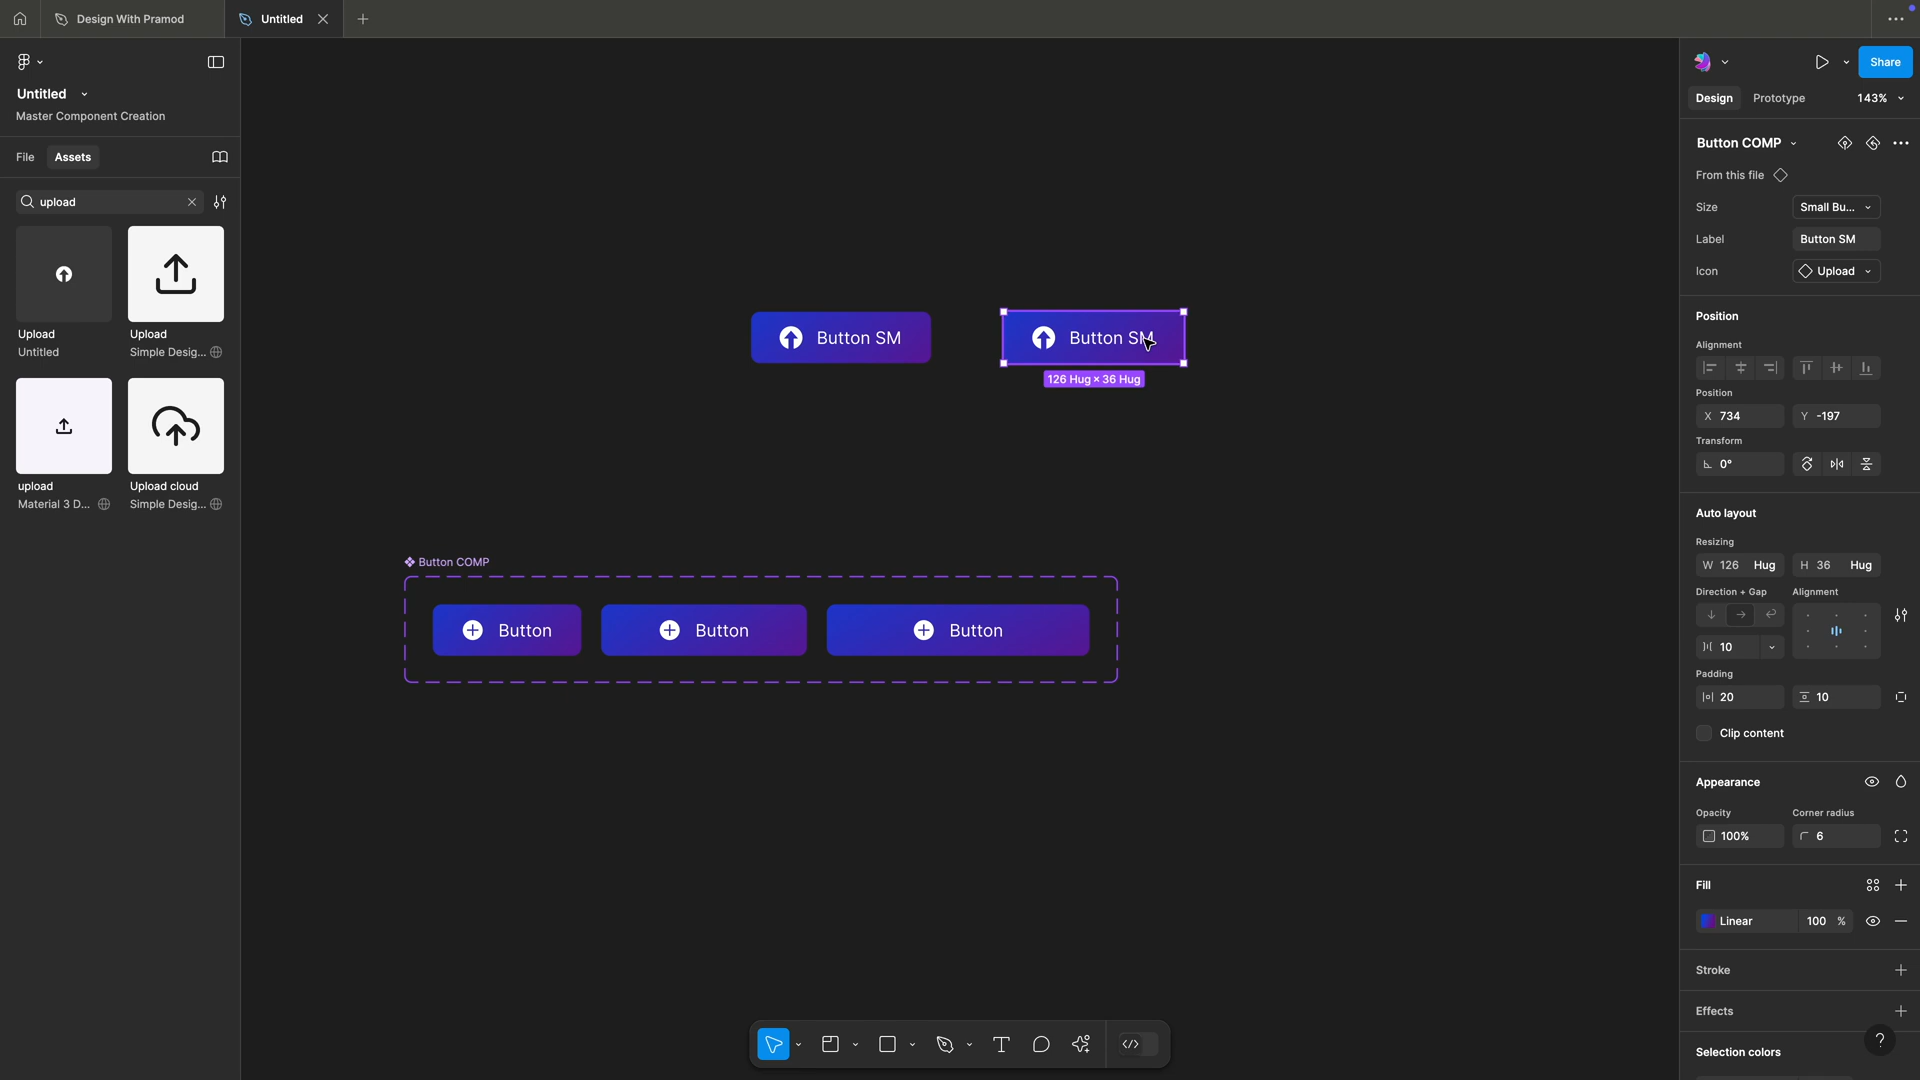 Design With Pramod
Untitled
Untitled
Master Component Creation
File
Assets
upload
Upload
Untitled
Upload
Simple Desig...
upload
Material 3 D...
Upload cloud
Simple Desig...
Button SM
Button SM
126 Hug × 36 Hug
Button COMP
Button
Button
Button
Share
Design
Prototype
143%
Button COMP
From this file
Size
Small Bu...
Label
Button SM
Icon
Upload
Position
Alignment
Position
X 734
Y -197
Transform
0°
Auto layout
Resizing
W 126 Hug
H 36 Hug
Direction + Gap
Alignment
10
Padding
20
10
Clip content
Appearance
Opacity
Corner radius
100%
6
Fill
Linear
100 %
Stroke
Effects
?
Selection colors